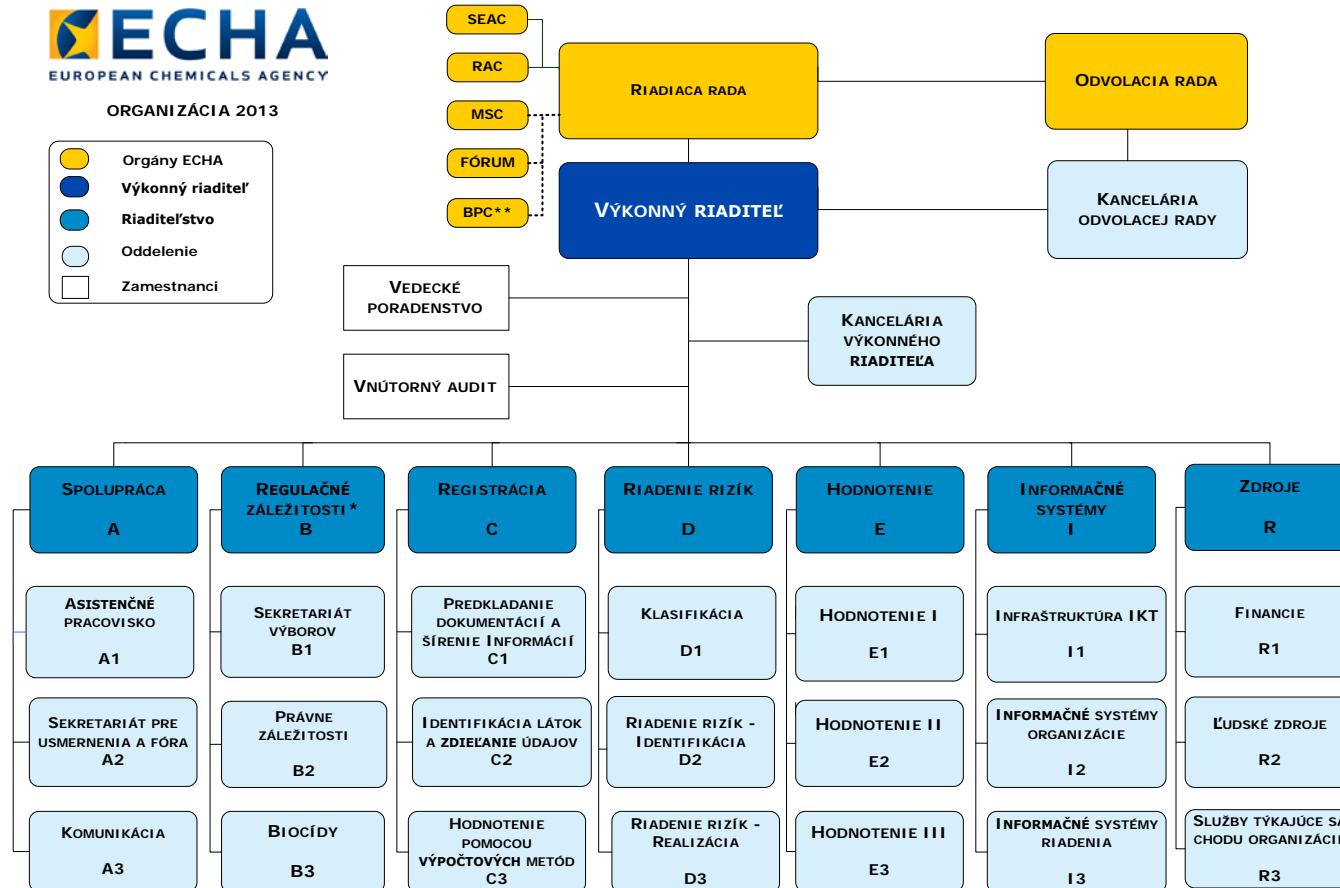 ECHA
EUROPEAN CHEMICALS AGENCY
ORGANIZÁCIA 2013
Orgány ECHA
Výkonný riaditeľ
Riaditeľstvo
Oddelenie
Zamestnanci
SEAC
RAC
MSC
FÓRUM
BPC**
RIADIACA RADA
ODVOLACIA RADA
VÝKONNÝ RIADITEĽ
KANCELÁRIA
ODVOLACEJ RADY
VEDECKÉ
PORADENSTVO
KANCELÁRIA
VÝKONNÉHO
RIADITEĽA
VNÚTORNÝ AUDIT
SPOLUPRÁCA
A
REGULAČNÉ
ZÁLEŽITOSTI*
B
REGISTRÁCIA
C
RIADENIE RIZÍK
D
HODNOTENIE
E
INFORMAČNÉ
SYSTÉMY
I
ZDROJE
R
ASISTENČNÉ
PRACOVISKO
A1
SEKRETARIÁT
VÝBOROV
B1
PREDKLADANIE
DOKUMENTÁCIÍ A
ŠÍRENIE INFORMÁCIÍ
C1
KLASIFIKÁCIA
D1
HODNOTENIE I
E1
INFRAŠTRUKTÚRA IKT
I1
FINANCIE
R1
SEKRETARIÁT PRE
USMERNENIA A FÓRA
A2
PRÁVNE
ZÁLEŽITOSTI
B2
IDENTIFIKÁCIA LÁTOK
A ZDIEĽANIE ÚDAJOV
C2
RIADENIE RIZÍK -
IDENTIFIKÁCIA
D2
HODNOTENIE II
E2
INFORMAČNÉ SYSTÉMY
ORGANIZÁCIE
I2
ĽUDSKÉ ZDROJE
R2
KOMUNIKÁCIA
A3
BIOCÍDY
B3
HODNOTENIE
POMOCOU
VÝPOČTOVÝCH METÓD
C3
RIADENIE RIZÍK -
REALIZÁCIA
D3
HODNOTENIE III
E3
INFORMAČNÉ SYSTÉMY
RIADENIA
I3
SLUŽBY TÝKAJÚCE SA
CHODU ORGANIZÁCIE
R3